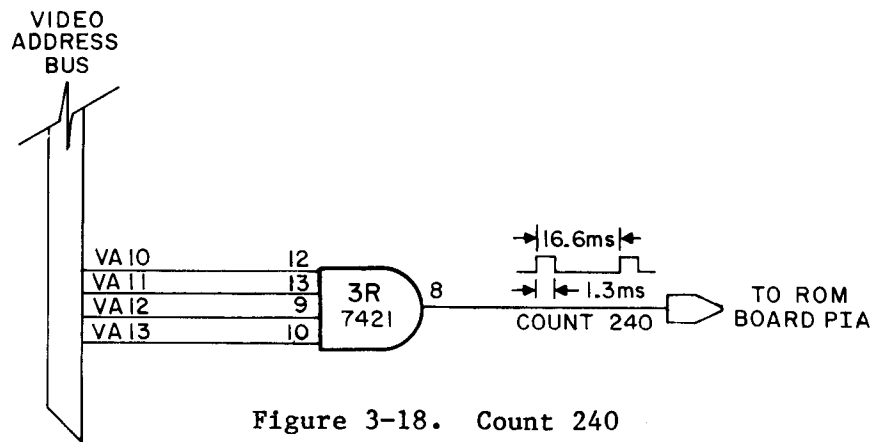 VIDEO
ADDRESS
BUS
16.6ms
VA10 12
VA11 13
VA12 9
VA13 10
3R
7421
8
1.3ms
COUNT 240
TO ROM
BOARD PIA
Figure 3-18. Count 240